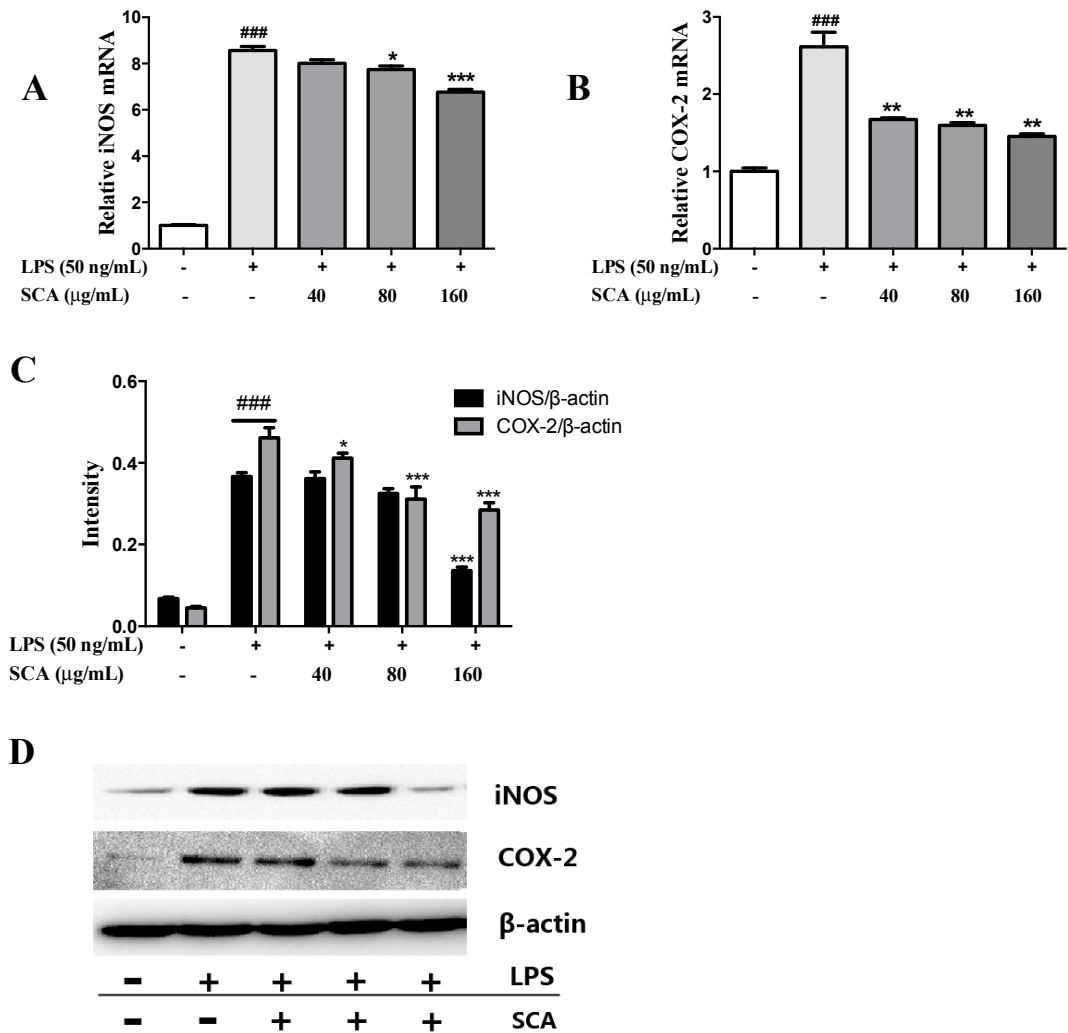 A
Relative iNOS mRNA
10
8
6
4
2
0
###
*
***
LPS (50 ng/mL) - + + + +
SCA (μg/mL) - - 40 80 160
B
Relative COX-2 mRNA
3
2
1
0
###
**
**
**
LPS (50 ng/mL) - + + + +
SCA (μg/mL) - - 40 80 160
C
Intensity
0.6
0.4
0.2
0.0
###
*
***
***
***
iNOS/β-actin
COX-2/β-actin
LPS (50 ng/mL) - + + + +
SCA (μg/mL) - - 40 80 160
D
iNOS
COX-2
β-actin
- + + + + LPS
- - + + + SCA